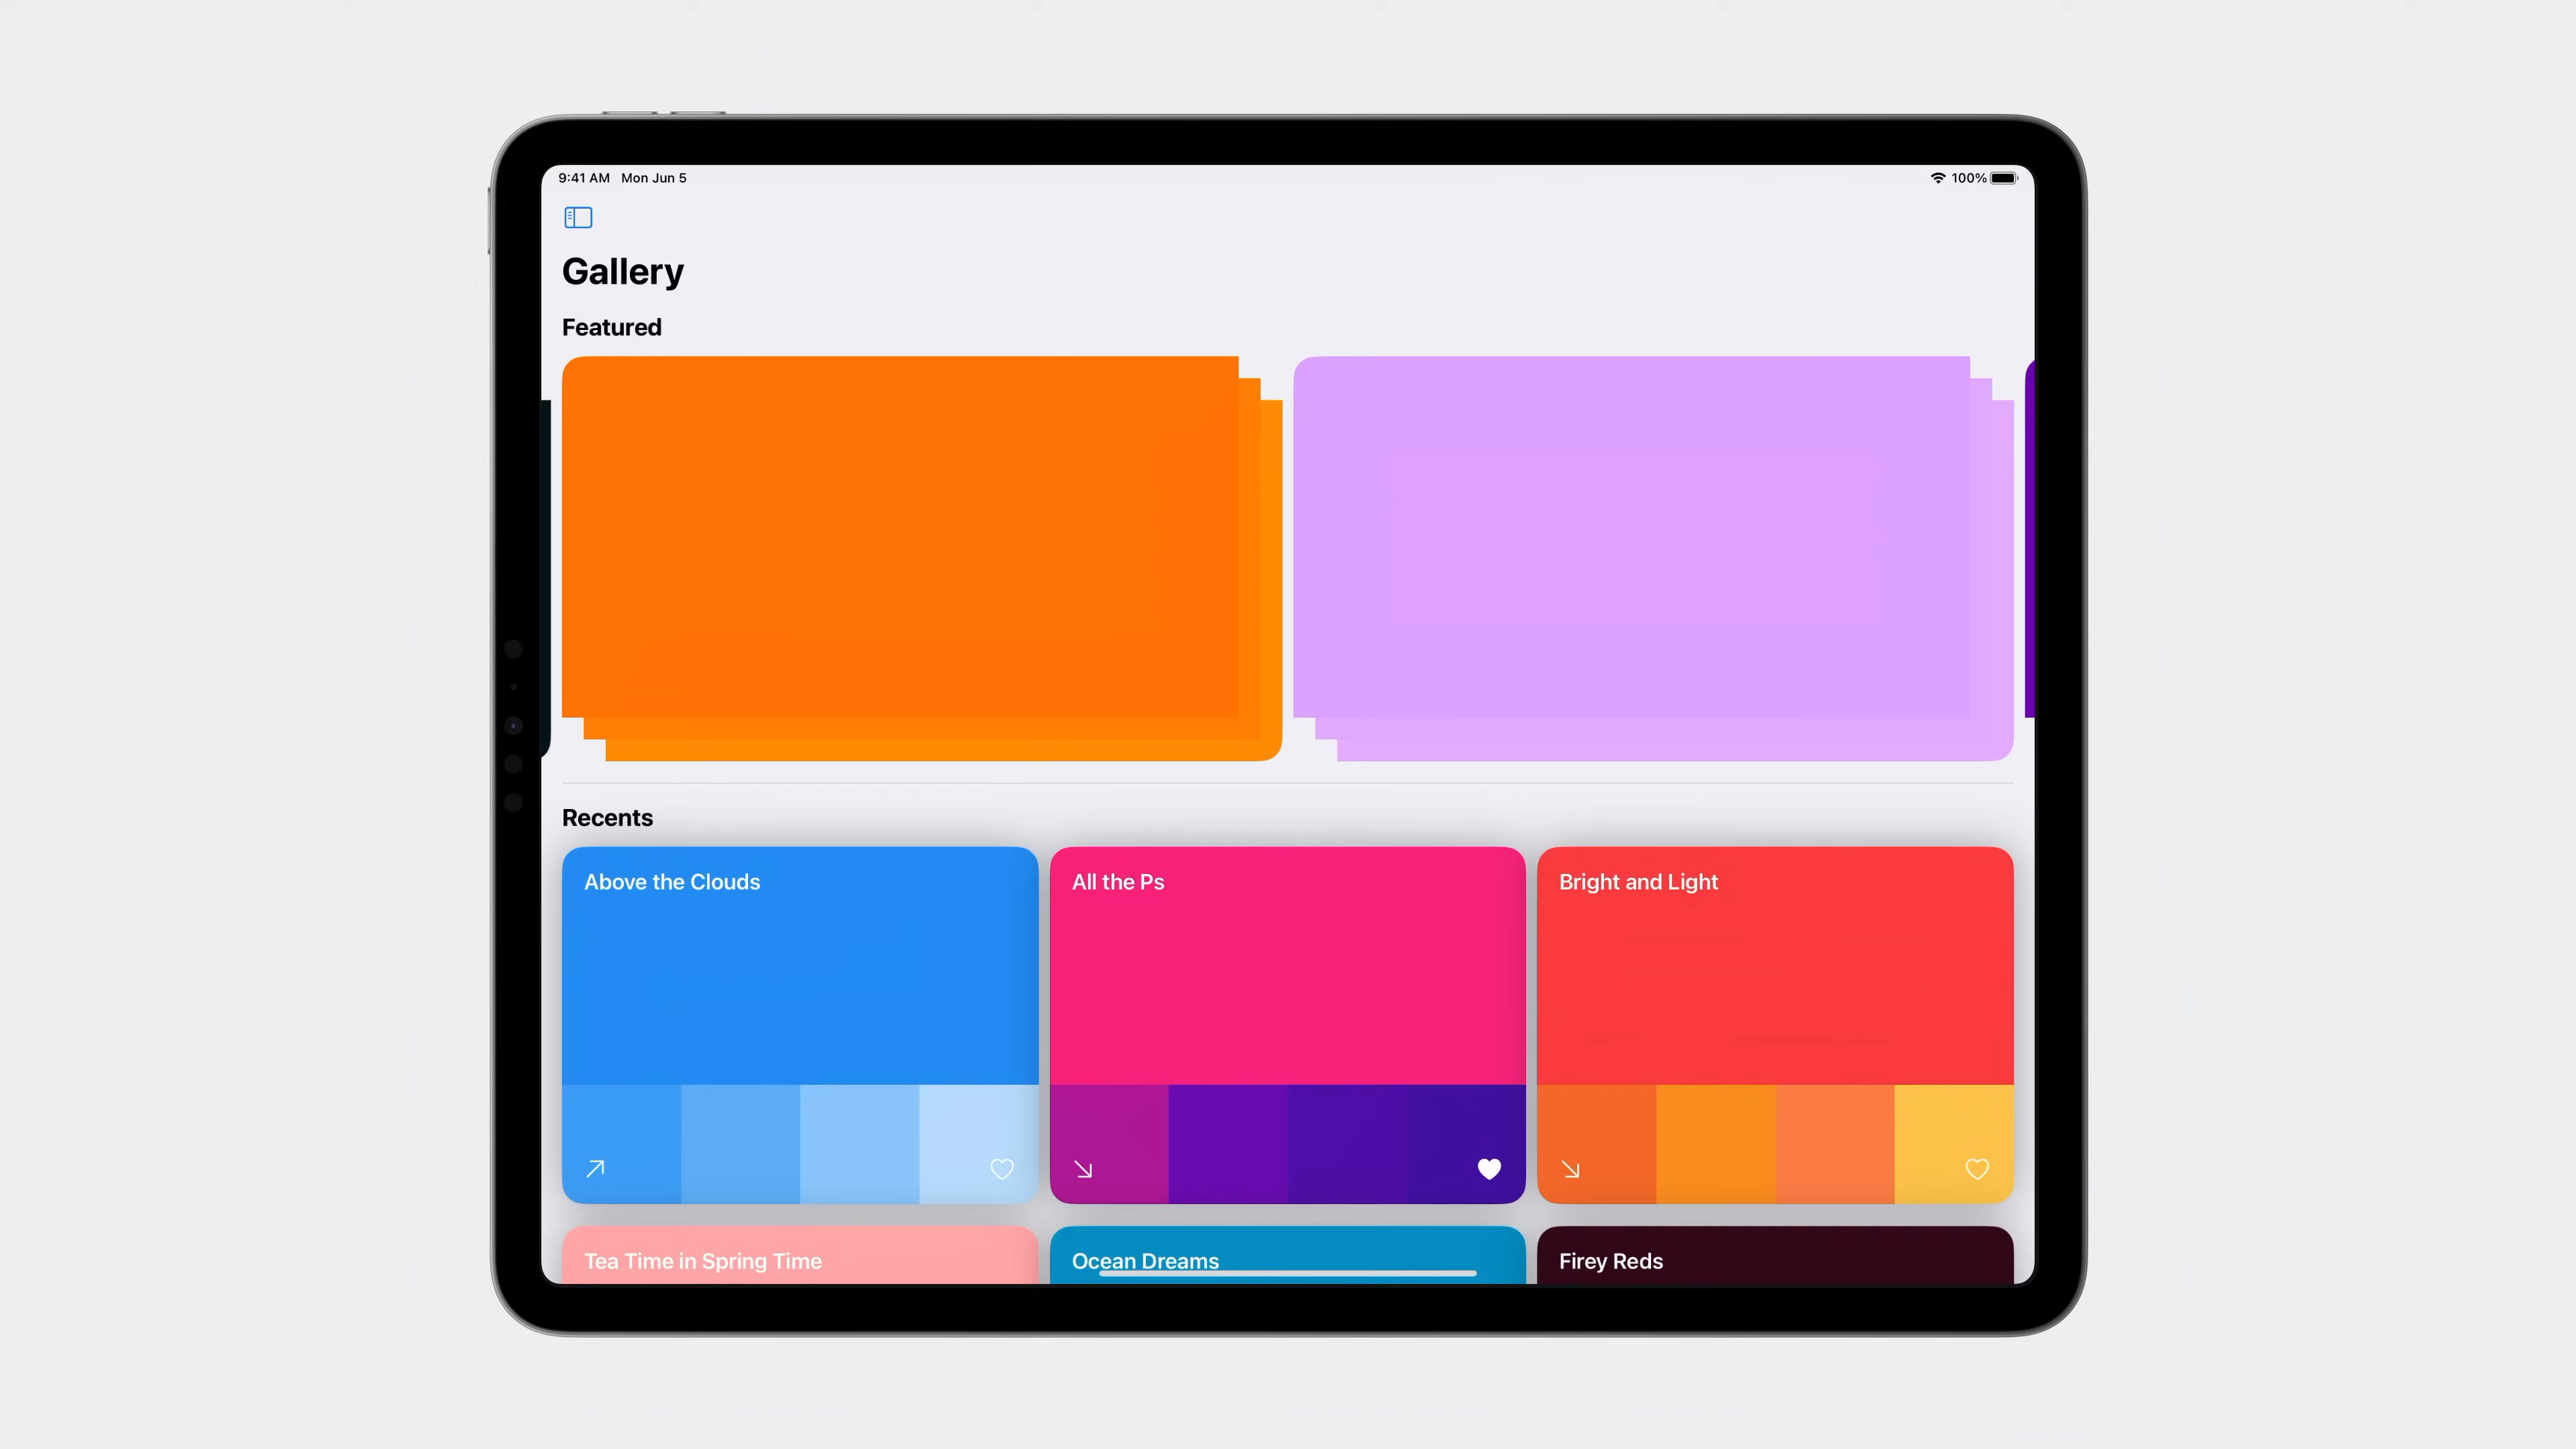 9:41 AM Mon Jun 5
100%
Gallery
Featured
Recents
Above the Clouds
All the Ps
Bright and Light
Tea Time in Spring Time
Ocean Dreams
Firey Reds